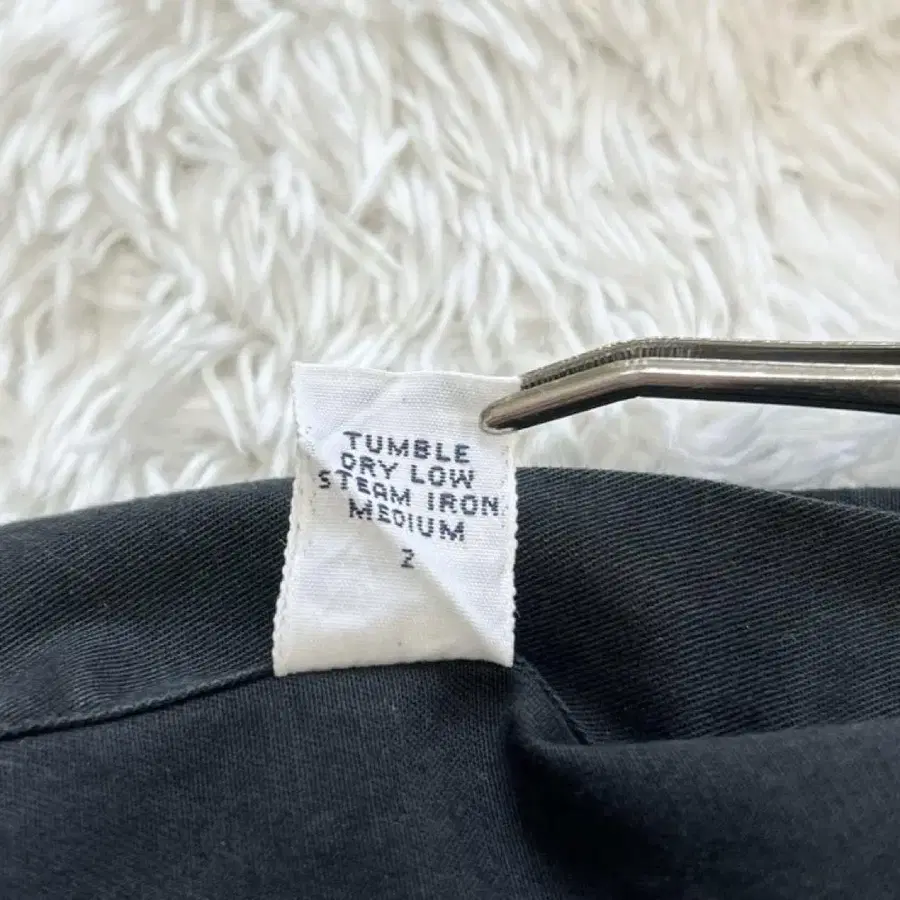 TUMBLE
DRY LOW
STEAM IRON
MEDIUM
2